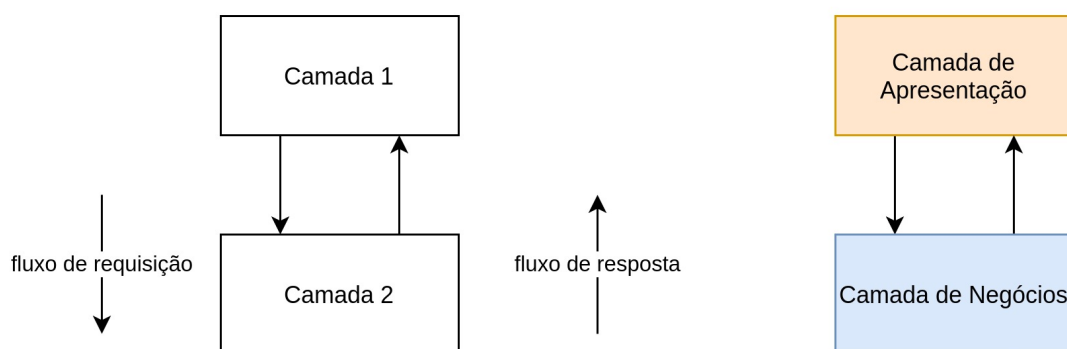 Camada 1
Camada de
Apresentação
fluxo de requisição
fluxo de resposta
Camada 2
Camada de Negócios